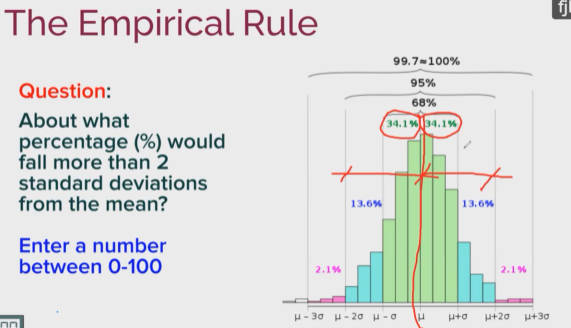 The Empirical Rule
fj
99.7≈100%
95%
68%
34.1% 34.1%
Question:
About what
percentage (%) would
fall more than 2
standard deviations
from the mean?
13.6% 13.6%
Enter a number
between 0-100
2.1% 2.1%
μ - 3σ μ - 2σ μ - σ μ μ+σ μ+2σ μ+3σ